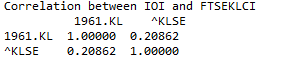 Correlation between IOI and FTSEKLCI
1961.KL ^KLSE
1961.KL 1.00000 0.20862
^KLSE 0.20862 1.00000